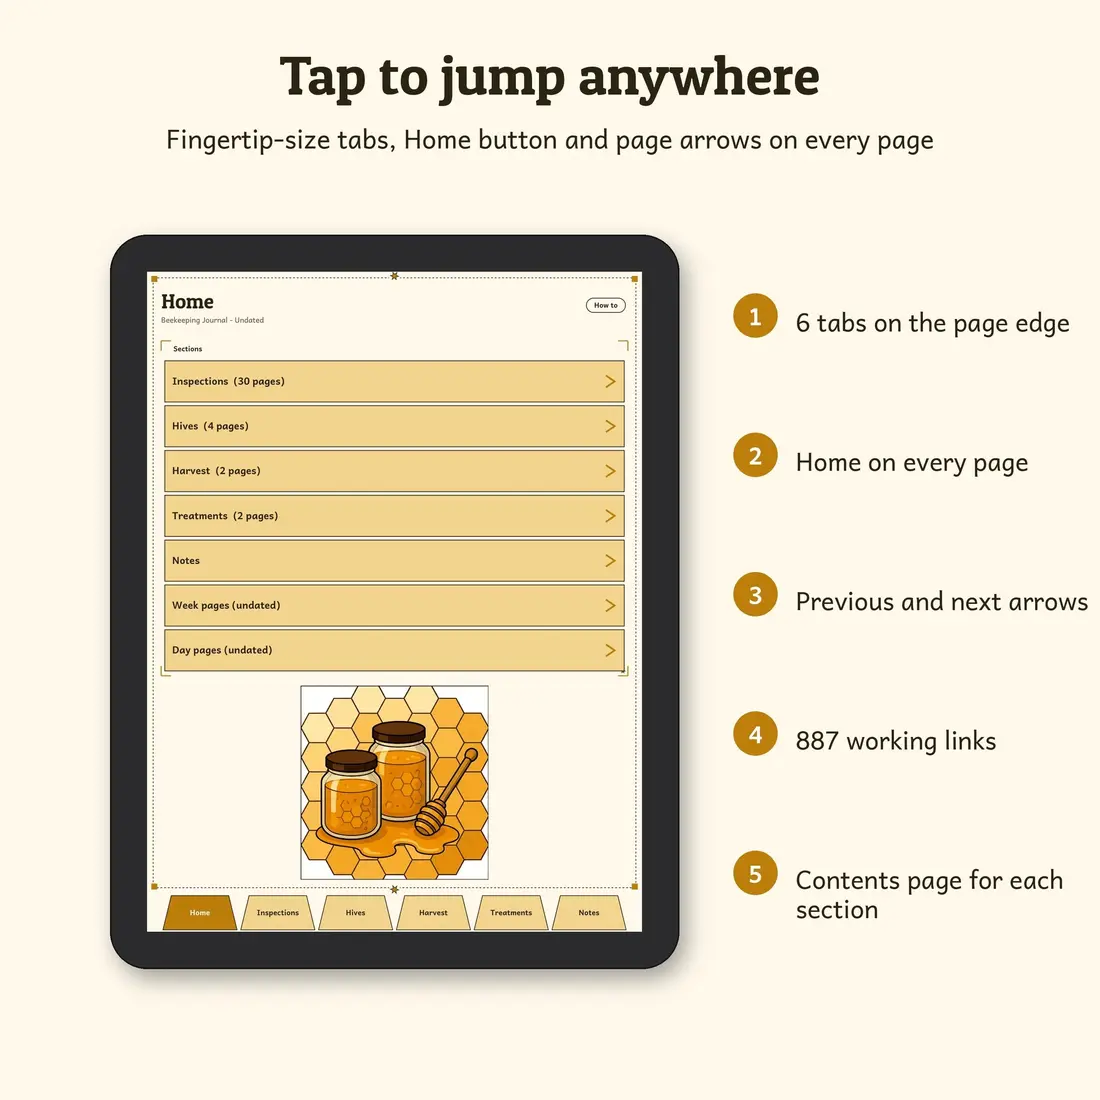 Tap to jump anywhere
Fingertip-size tabs, Home button and page arrows on every page
Home
How to
Beekeeping Journal - Undated
Sections
Inspections (30 pages)
Hives (4 pages)
Harvest (2 pages)
Treatments (2 pages)
Notes
Week pages (undated)
Day pages (undated)
Home
Inspections
Hives
Harvest
Treatments
Notes
1 6 tabs on the page edge
2 Home on every page
3 Previous and next arrows
4 887 working links
5 Contents page for each
section